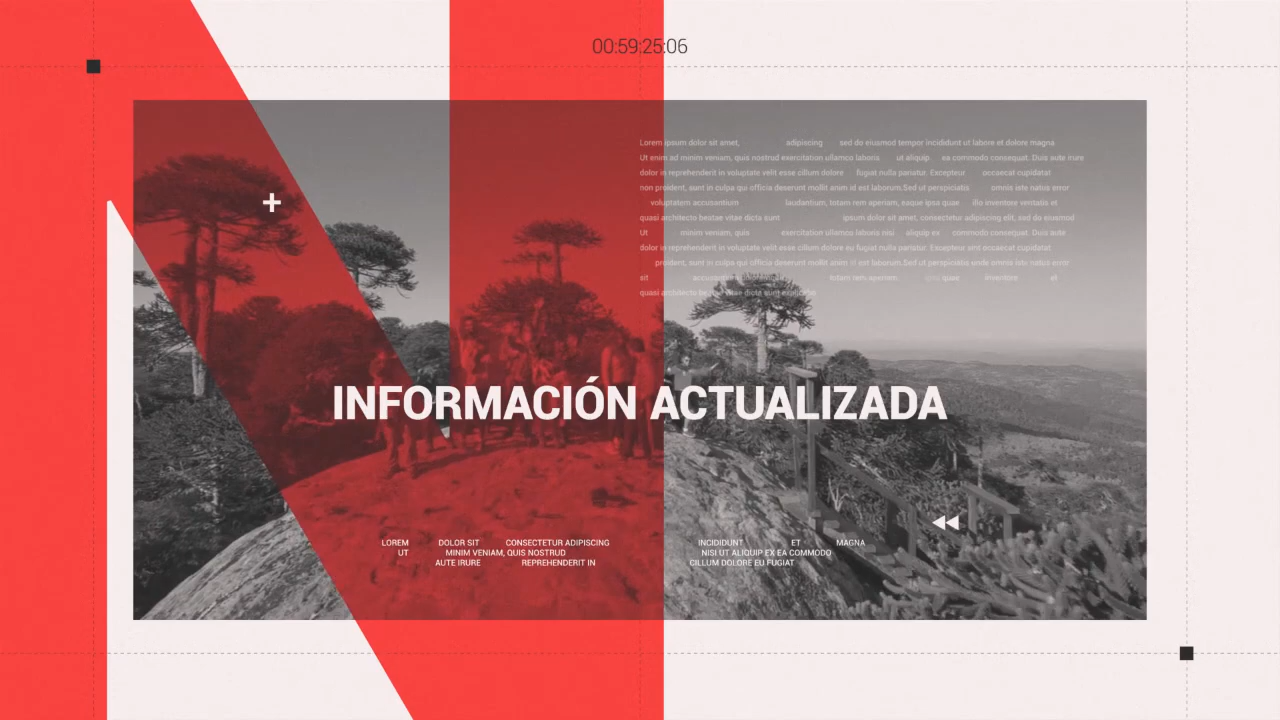 00:59:25:06
Lorem ipsum dolor sit amet, adipiscing sed do eiusmod tempor incididunt ut labore et dolore magna
Ut enim ad minim veniam, quis nostrud exercitation ullamco laboris ut aliquip ea commodo consequat. Duis aute irure
dolor in reprehenderit in voluptate velit esse cillum dolore fugiat nulla pariatur. Excepteur occaecat cupidatat
non proident, sunt in culpa qui officia deserunt mollit anim id est laborum.Sed ut perspiciatis omnis iste natus error
voluptatem accusantium laudantium, totam rem aperiam, eaque ipsa quae illo inventore veritatis et
quasi architecto beatae vitae dicta sunt ipsum dolor sit amet, consectetur adipiscing elit, sed do eiusmod
Ut minim veniam, quis exercitation ullamco laboris nisi aliquip ex commodo consequat. Duis aute
dolor in reprehenderit in voluptate velit esse cillum dolore eu fugiat nulla pariatur. Excepteur sint occaecat cupidatat
proident, sunt in culpa qui officia deserunt mollit anim id est laborum.Sed ut perspiciatis unde omnis iste natus error
sit totam rem aperiam, quae inventore et
quasi architecto beatae vitae dicta sunt explicabo
INFORMACIÓN ACTUALIZADA
LOREM DOLOR SIT CONSECTETUR ADIPISCING INCIDIDUNT ET MAGNA
UT MINIM VENIAM, QUIS NOSTRUD NISI UT ALIQUIP EX EA COMMODO
AUTE IRURE REPREHENDERIT IN CILLUM DOLORE EU FUGIAT